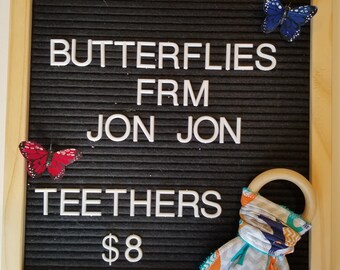 BUTTERFLIES
FRM
JON JON
TEETHERS
$8